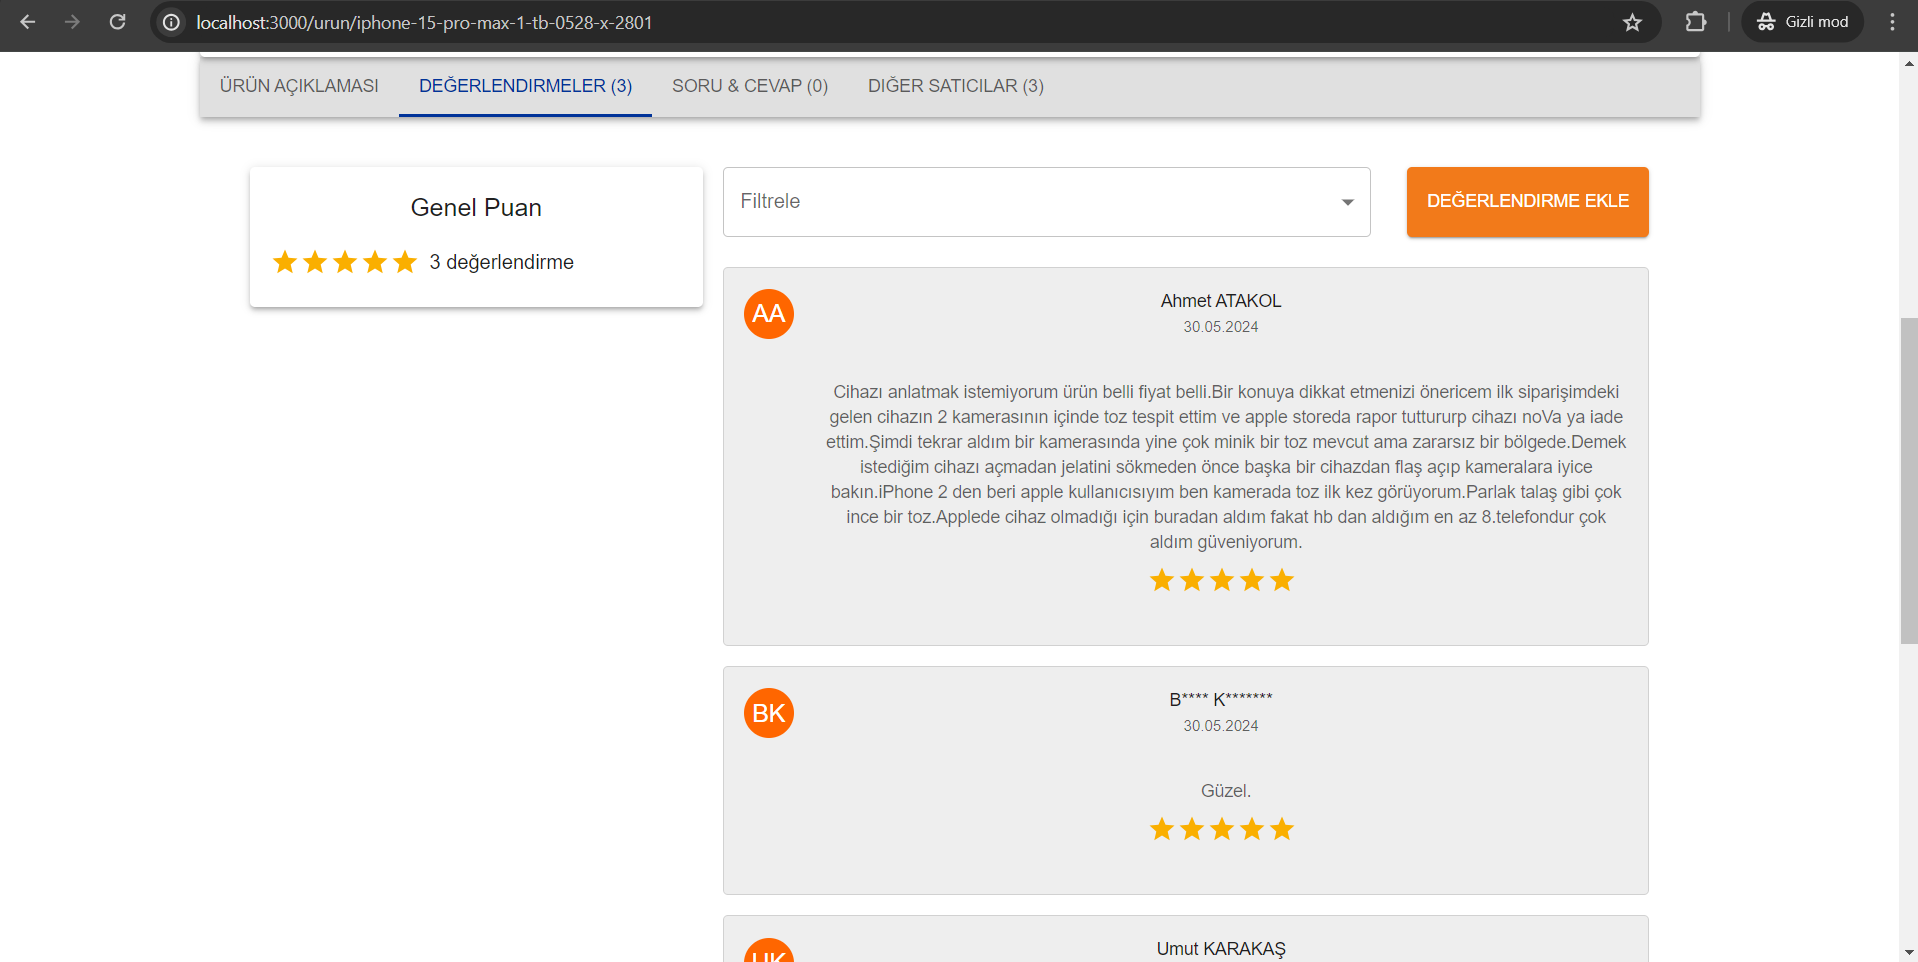 localhost:3000/urun/iphone-15-pro-max-1-tb-0528-x-2801
Gizli mod
ÜRÜN AÇIKLAMASI
DEĞERLENDIRMELER (3)
SORU & CEVAP (0)
DIĞER SATICILAR (3)
Genel Puan
3 değerlendirme
Filtrele
DEĞERLENDIRME EKLE
AA
Ahmet ATAKOL
30.05.2024
Cihazı anlatmak istemiyorum ürün belli fiyat belli.Bir konuya dikkat etmenizi önericem ilk siparişimdeki
gelen cihazın 2 kamerasının içinde toz tespit ettim ve apple storeda rapor tuttururp cihazı noVa ya iade
ettim.Şimdi tekrar aldım bir kamerasında yine çok minik bir toz mevcut ama zararsız bir bölgede.Demek
istediğim cihazı açmadan jelatini sökmeden önce başka bir cihazdan flaş açıp kameralara iyice
bakın.iPhone 2 den beri apple kullanıcısıyım ben kamerada toz ilk kez görüyorum.Parlak talaş gibi çok
ince bir toz.Applede cihaz olmadığı için buradan aldım fakat hb dan aldığım en az 8.telefondur çok
aldım güveniyorum.
BK
B**** K*******
30.05.2024
Güzel.
UK
Umut KARAKAŞ